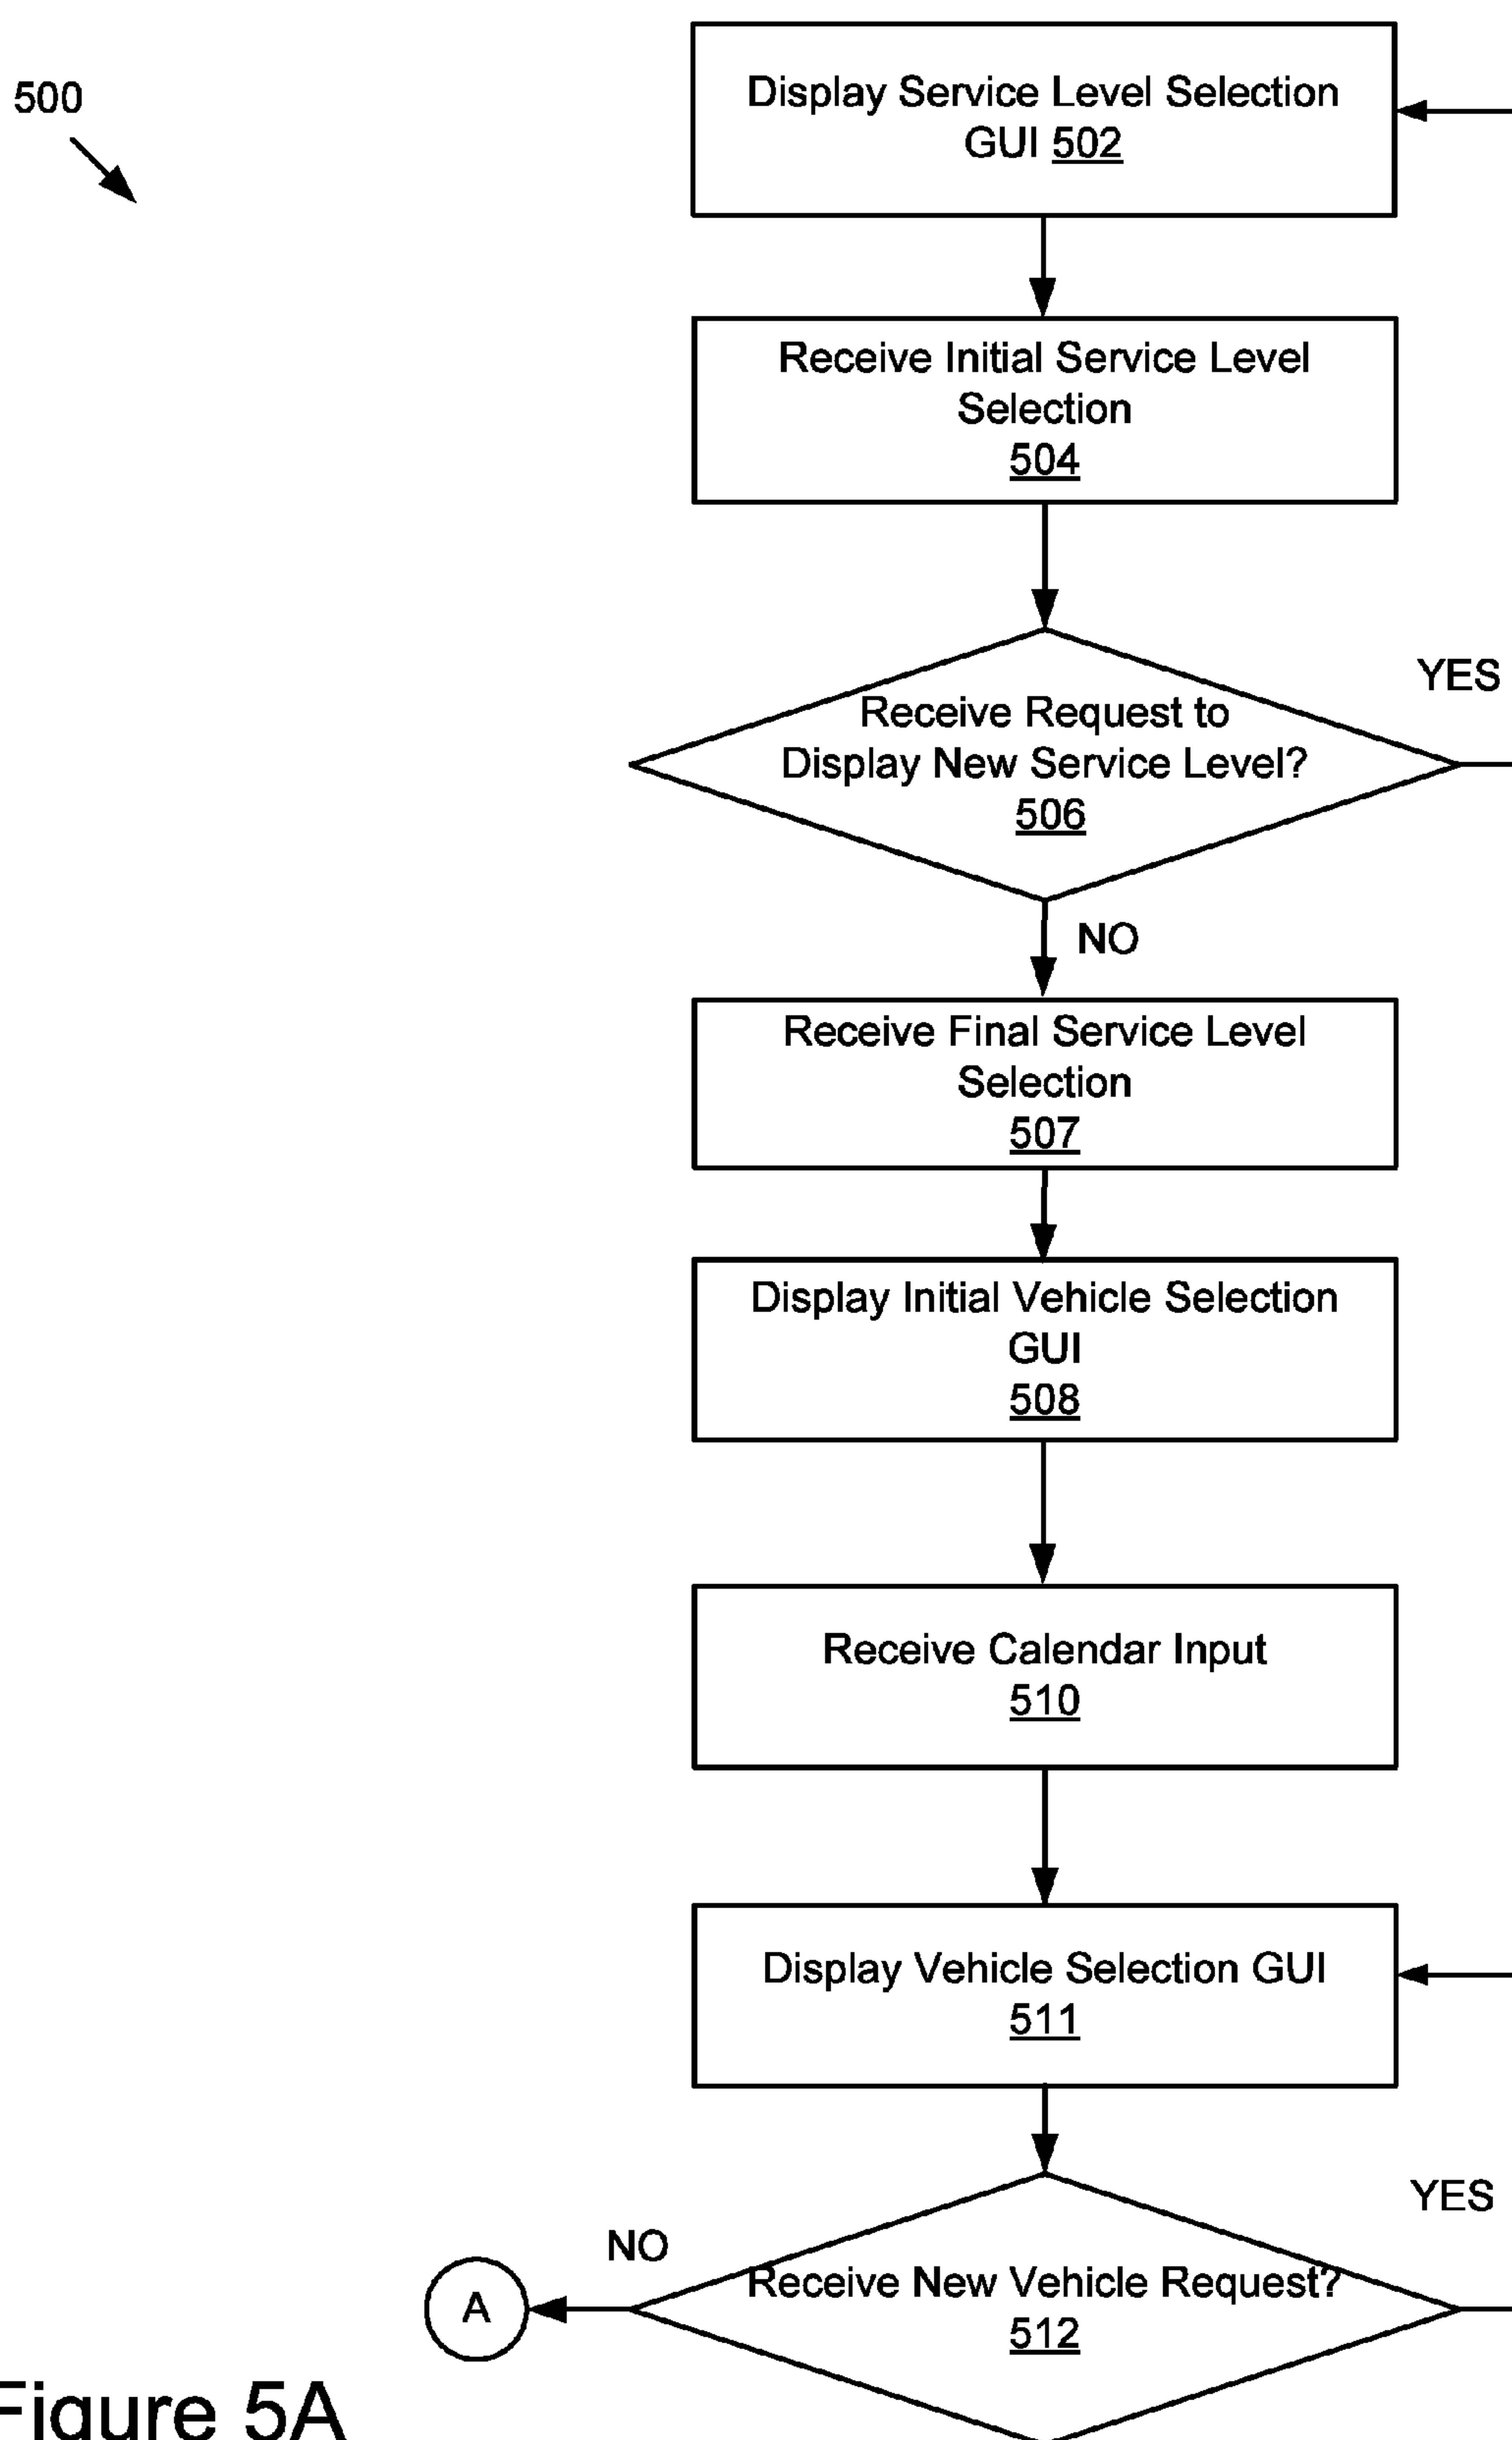 500
Display Service Level Selection
GUI 502
Receive Initial Service Level
Selection
504
YES
Receive Request to
Display New Service Level?
506
NO
Receive Final Service Level
Selection
507
Display Initial Vehicle Selection
GUI
508
Receive Calendar Input
510
Display Vehicle Selection GUI
511
YES
NO
Receive New Vehicle Request?
A
512
Figure 5A